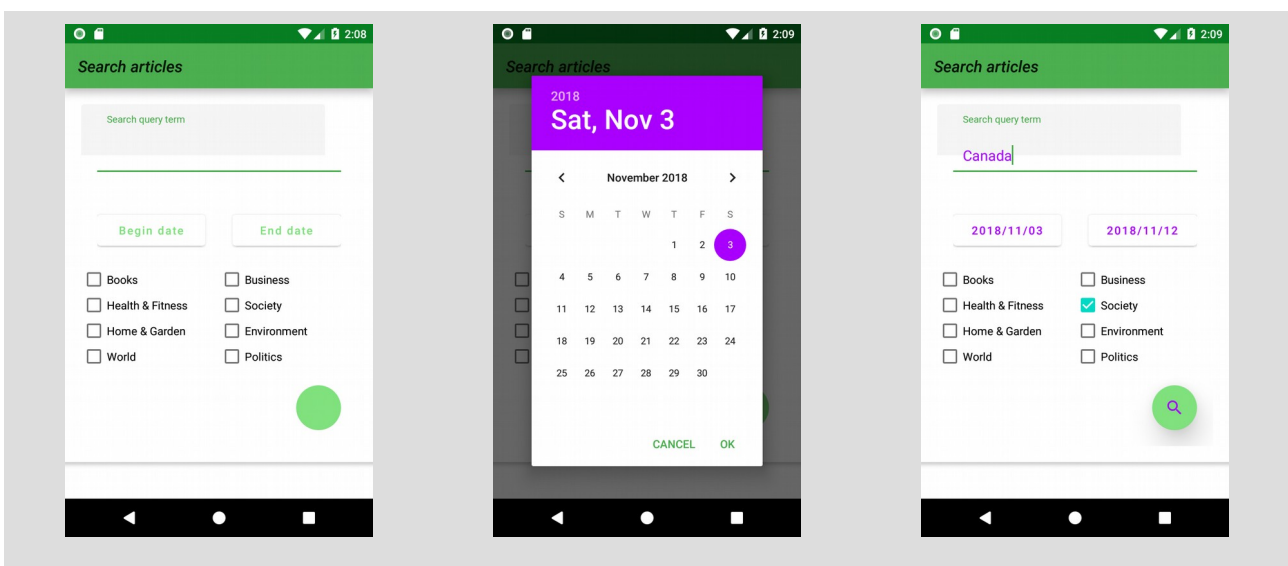 2:08
Search articles
Search query term
Begin date End date
Books Business
Health & Fitness Society
Home & Garden Environment
World Politics
2:09
Search articles
2018
Sat, Nov 3
November 2018
S M T W T F S
1 2 3
4 5 6 7 8 9 10
11 12 13 14 15 16 17
18 19 20 21 22 23 24
25 26 27 28 29 30
CANCEL OK
2:09
Search articles
Search query term
Canada
2018/11/03 2018/11/12
Books Business
Health & Fitness Society
Home & Garden Environment
World Politics